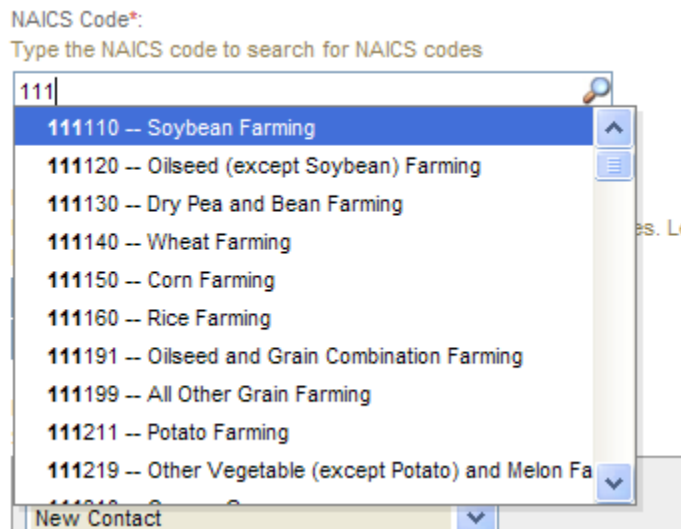 NAICS Code*:
Type the NAICS code to search for NAICS codes
111
111110 -- Soybean Farming
111120 -- Oilseed (except Soybean) Farming
111130 -- Dry Pea and Bean Farming
es. L
111140 -- Wheat Farming
111150 -- Corn Farming
111160 -- Rice Farming
111191 -- Oilseed and Grain Combination Farming
111199 -- All Other Grain Farming
111211 -- Potato Farming
111219 -- Other Vegetable (except Potato) and Melon Fa
New Contact